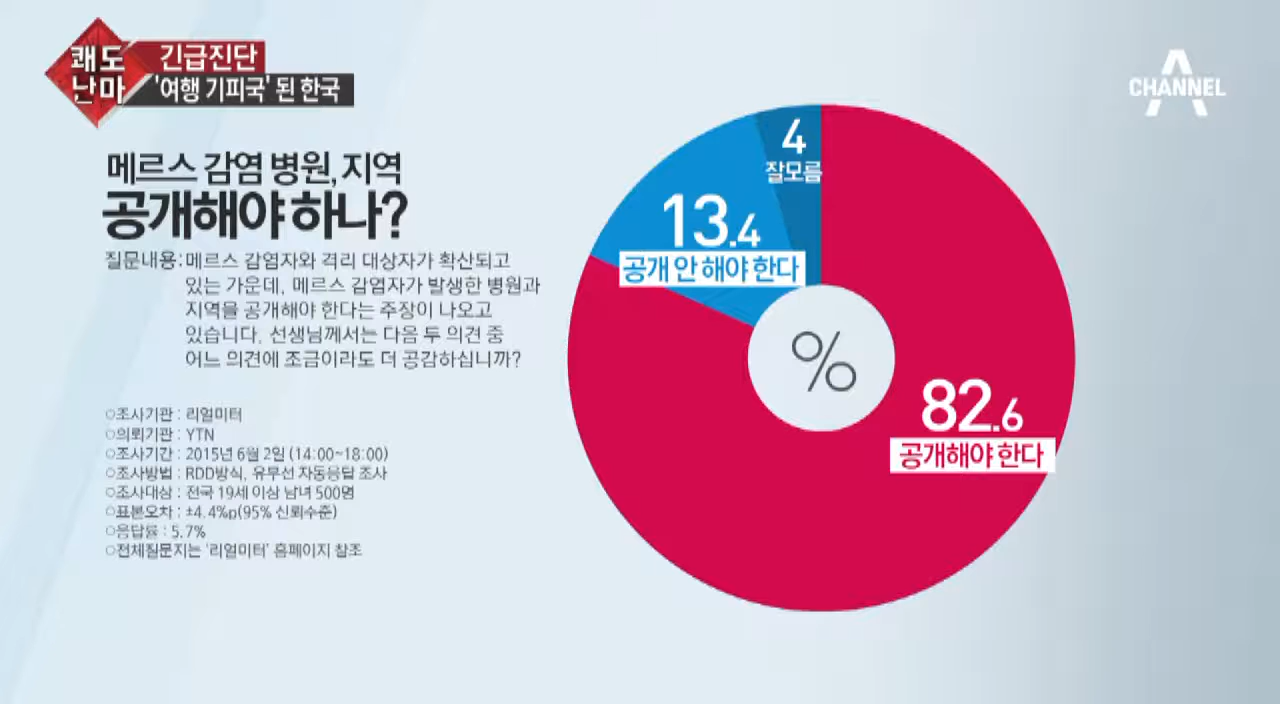 쾌도
난마
긴급진단
'여행 기피국' 된 한국
CHANNEL A
메르스 감염 병원, 지역
공개해야 하나?
질문내용: 메르스 감염자와 격리 대상자가 확산되고
있는 가운데, 메르스 감염자가 발생한 병원과
지역을 공개해야 한다는 주장이 나오고
있습니다. 선생님께서는 다음 두 의견 중
어느 의견에 조금이라도 더 공감하십니까?
○조사기관 : 리얼미터
○의뢰기관 : YTN
○조사기간 : 2015년 6월 2일 (14:00~18:00)
○조사방법 : RDD방식, 유무선 자동응답 조사
○조사대상 : 전국 19세 이상 남녀 500명
○표본오차 : ±4.4%p(95% 신뢰수준)
○응답률 : 5.7%
○전체질문지는 '리얼미터' 홈페이지 참조
4
잘모름
13.4
공개 안 해야 한다
%
82.6
공개해야 한다